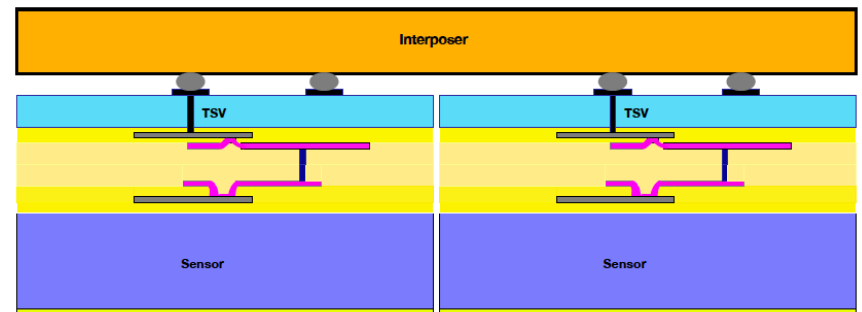 Interposer
TSV
TSV
Sensor
Sensor